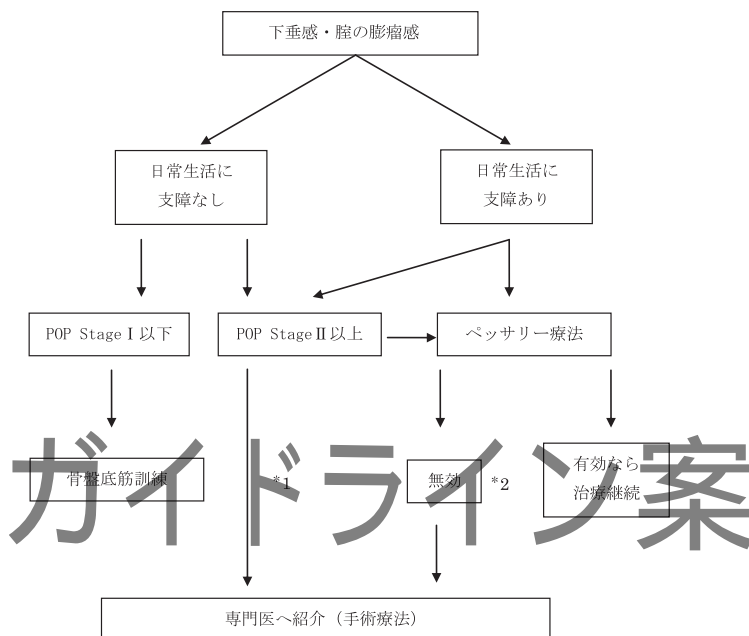 下垂感・腟の膨瘤感
日常生活に
支障なし
日常生活に
支障あり
POP StageⅠ以下
POP StageⅡ以上
ペッサリー療法
骨盤底筋訓練
*1
無効
*2
有効なら
治療継続
ガイドライン案
専門医へ紹介（手術療法）